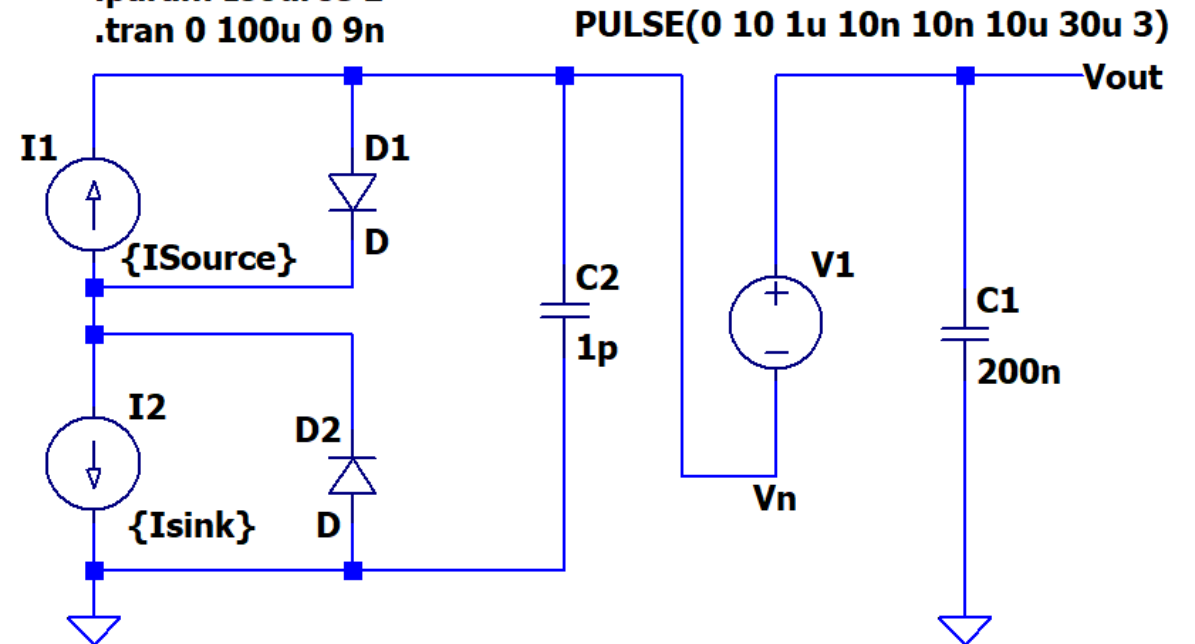 .tran 0 100u 0 9n
PULSE(0 10 1u 10n 10n 10u 30u 3)
Vout
I1
D1
{ISource}
D
C2
1p
V1
C1
200n
I2
D2
{Isink}
D
Vn